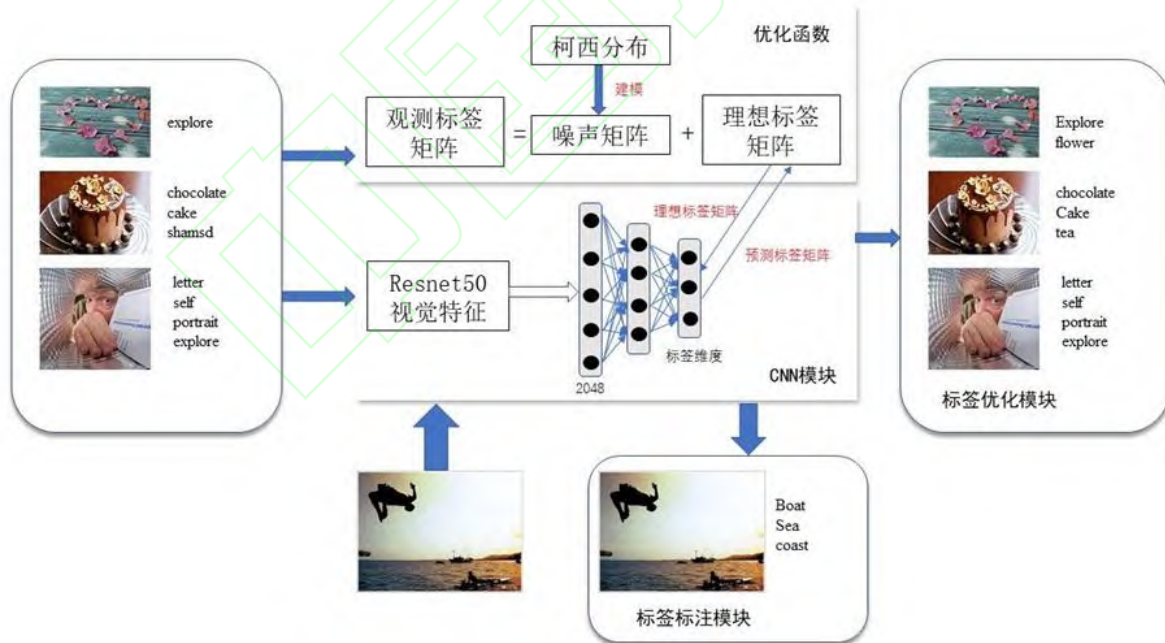 柯西分布
优化函数
建模
观测标签
矩阵
=
噪声矩阵
+
理想标签
矩阵
explore
chocolate
cake
shamsd
letter
self
portrait
explore
Resnet50
视觉特征
理想标签矩阵
预测标签矩阵
标签维度
2048
CNN模块
Explore
flower
chocolate
Cake
tea
letter
self
portrait
explore
标签优化模块
Boat
Sea
coast
标签标注模块